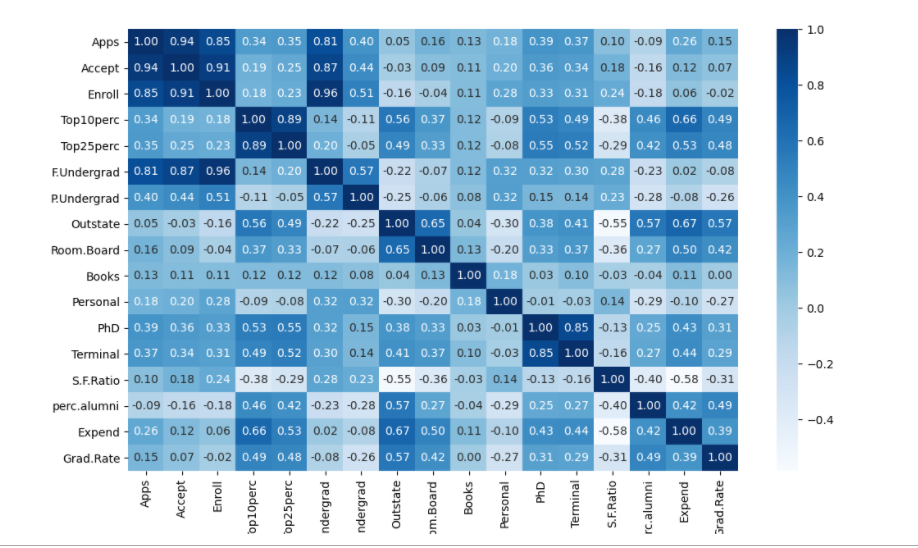 Apps 1.00 0.94 0.85 0.34 0.35 0.81 0.40 0.05 0.16 0.13 0.18 0.39 0.37 0.10 -0.09 0.26 0.15 1.0
Accept 0.94 1.00 0.91 0.19 0.25 0.87 0.44 -0.03 0.09 0.11 0.20 0.36 0.34 0.18 -0.16 0.12 0.07
Enroll 0.85 0.91 1.00 0.18 0.23 0.96 0.51 -0.16 -0.04 0.11 0.28 0.33 0.31 0.24 -0.18 0.06 -0.02 0.8
Top10perc 0.34 0.19 0.18 1.00 0.89 0.14 -0.11 0.56 0.37 0.12 -0.09 0.53 0.49 -0.38 0.46 0.66 0.49
Top25perc 0.35 0.25 0.23 0.89 1.00 0.20 -0.05 0.49 0.33 0.12 -0.08 0.55 0.52 -0.29 0.42 0.53 0.48 0.6
F.Undergrad 0.81 0.87 0.96 0.14 0.20 1.00 0.57 -0.22 -0.07 0.12 0.32 0.32 0.30 0.28 -0.23 0.02 -0.08
P.Undergrad 0.40 0.44 0.51 -0.11 -0.05 0.57 1.00 -0.25 -0.06 0.08 0.32 0.15 0.14 0.23 -0.28 -0.08 -0.26 0.4
Outstate 0.05 -0.03 -0.16 0.56 0.49 -0.22 -0.25 1.00 0.65 0.04 -0.30 0.38 0.41 -0.55 0.57 0.67 0.57
Room.Board 0.16 0.09 -0.04 0.37 0.33 -0.07 -0.06 0.65 1.00 0.13 -0.20 0.33 0.37 -0.36 0.27 0.50 0.42 0.2
Books 0.13 0.11 0.11 0.12 0.12 0.12 0.08 0.04 0.13 1.00 0.18 0.03 0.10 -0.03 -0.04 0.11 0.00
Personal 0.18 0.20 0.28 -0.09 -0.08 0.32 0.32 -0.30 -0.20 0.18 1.00 -0.01 -0.03 0.14 -0.29 -0.10 -0.27 0.0
PhD 0.39 0.36 0.33 0.53 0.55 0.32 0.15 0.38 0.33 0.03 -0.01 1.00 0.85 -0.13 0.25 0.43 0.31
Terminal 0.37 0.34 0.31 0.49 0.52 0.30 0.14 0.41 0.37 0.10 -0.03 0.85 1.00 -0.16 0.27 0.44 0.29 −0.2
S.F.Ratio 0.10 0.18 0.24 -0.38 -0.29 0.28 0.23 -0.55 -0.36 -0.03 0.14 -0.13 -0.16 1.00 -0.40 -0.58 -0.31
perc.alumni -0.09 -0.16 -0.18 0.46 0.42 -0.23 -0.28 0.57 0.27 -0.04 -0.29 0.25 0.27 -0.40 1.00 0.42 0.49
Expend 0.26 0.12 0.06 0.66 0.53 0.02 -0.08 0.67 0.50 0.11 -0.10 0.43 0.44 -0.58 0.42 1.00 0.39 −0.4
Grad.Rate 0.15 0.07 -0.02 0.49 0.48 -0.08 -0.26 0.57 0.42 0.00 -0.27 0.31 0.29 -0.31 0.49 0.39 1.00
Apps
Accept
Enroll
op10perc
op25perc
ndergrad
ndergrad
Outstate
om.Board
Books
Personal
PhD
Terminal
S.F.Ratio
rc.alumni
Expend
Grad.Rate